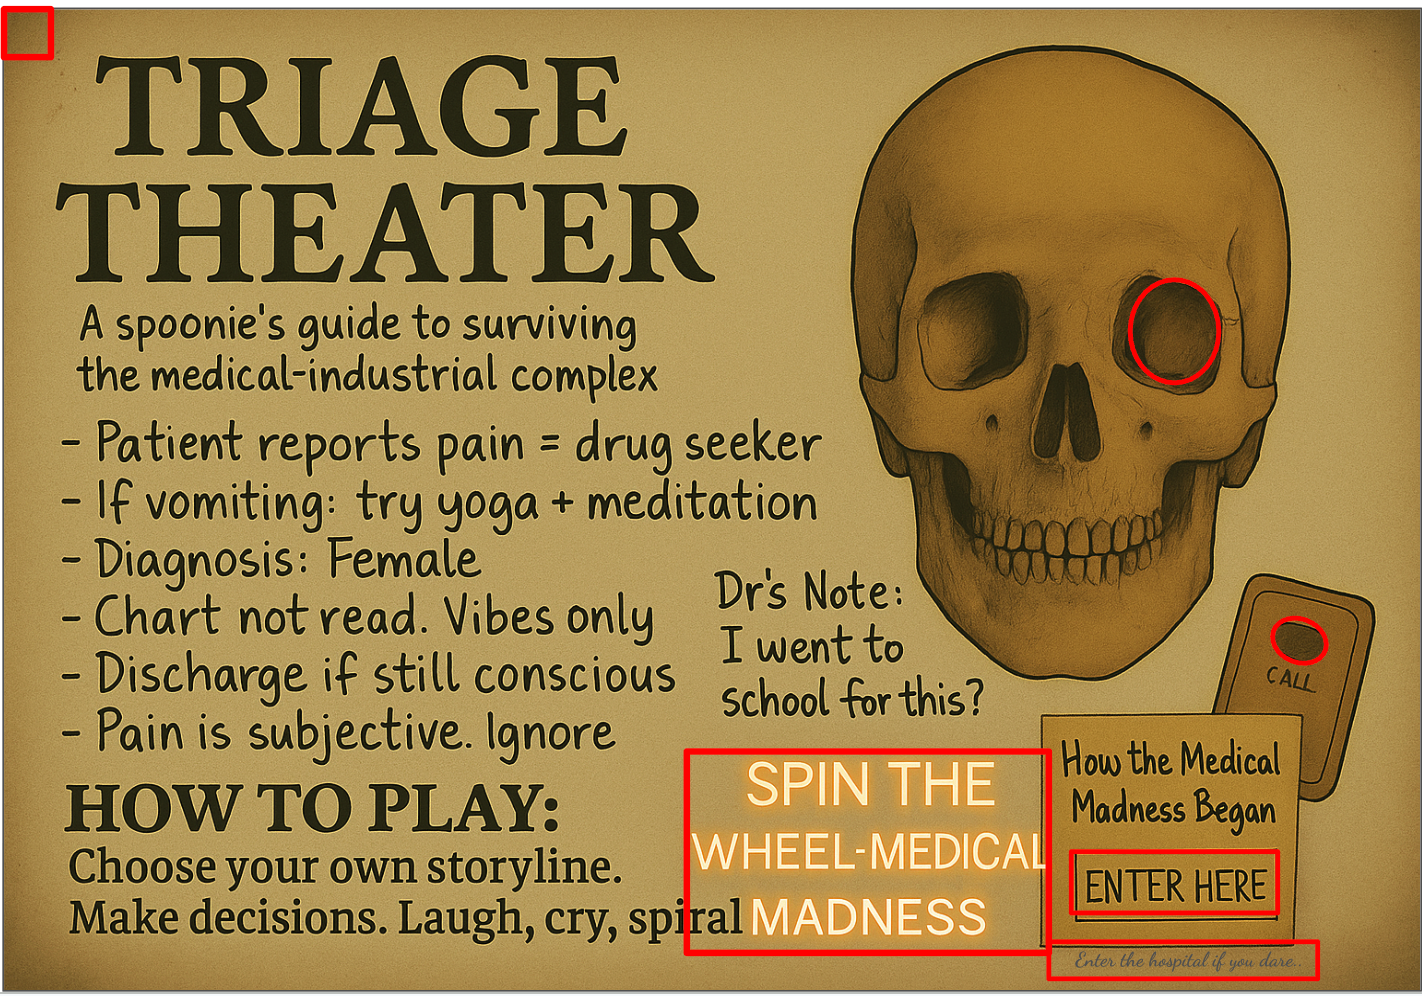 TRIAGE
THEATER
A spoonie's guide to surviving
the medical-industrial complex
- Patient reports pain = drug seeker
- If vomiting: try yoga + meditation
- Diagnosis: Female
- Chart not read. Vibes only
- Discharge if still conscious
- Pain is subjective. Ignore
HOW TO PLAY:
Choose your own storyline.
Make decisions. Laugh, cry, spiral
Dr's Note:
I went to
school for this?
SPIN THE
WHEEL-MEDICAL
MADNESS
CALL
How the Medical
Madness Began
ENTER HERE
Enter the hospital if you dare..